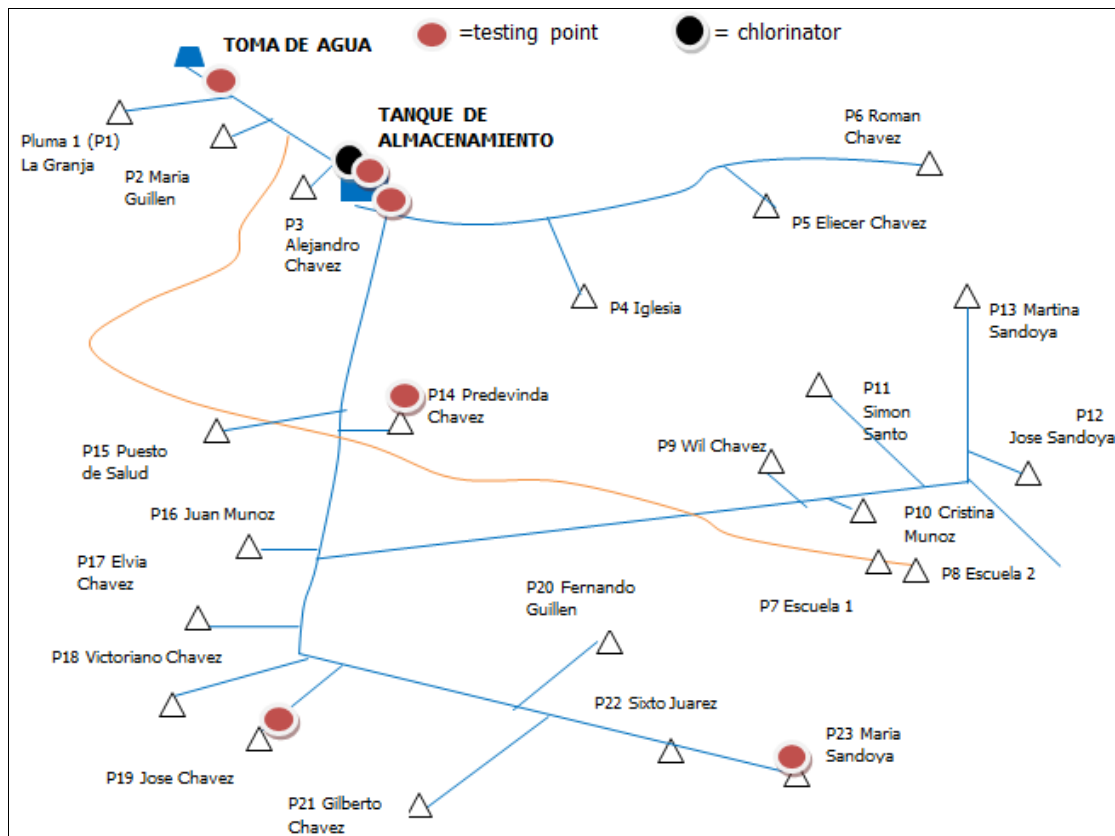 TOMA DE AGUA
=testing point
= chlorinator
TANQUE DE
ALMACENAMIENTO
P6 Roman
Chavez
Pluma 1 (P1)
La Granja
P2 Maria
Guillen
P3
Alejandro
Chavez
P5 Eliecer Chavez
P4 Iglesia
P13 Martina
Sandoya
P14 Predevinda
Chavez
P11
Simon
Santo
P12
Jose Sandoya
P15 Puesto
de Salud
P9 Wil Chavez
P16 Juan Munoz
P10 Cristina
Munoz
P17 Elvia
Chavez
P8 Escuela 2
P20 Fernando
Guillen
P7 Escuela 1
P18 Victoriano Chavez
P22 Sixto Juarez
P23 Maria
Sandoya
P19 Jose Chavez
P21 Gilberto
Chavez